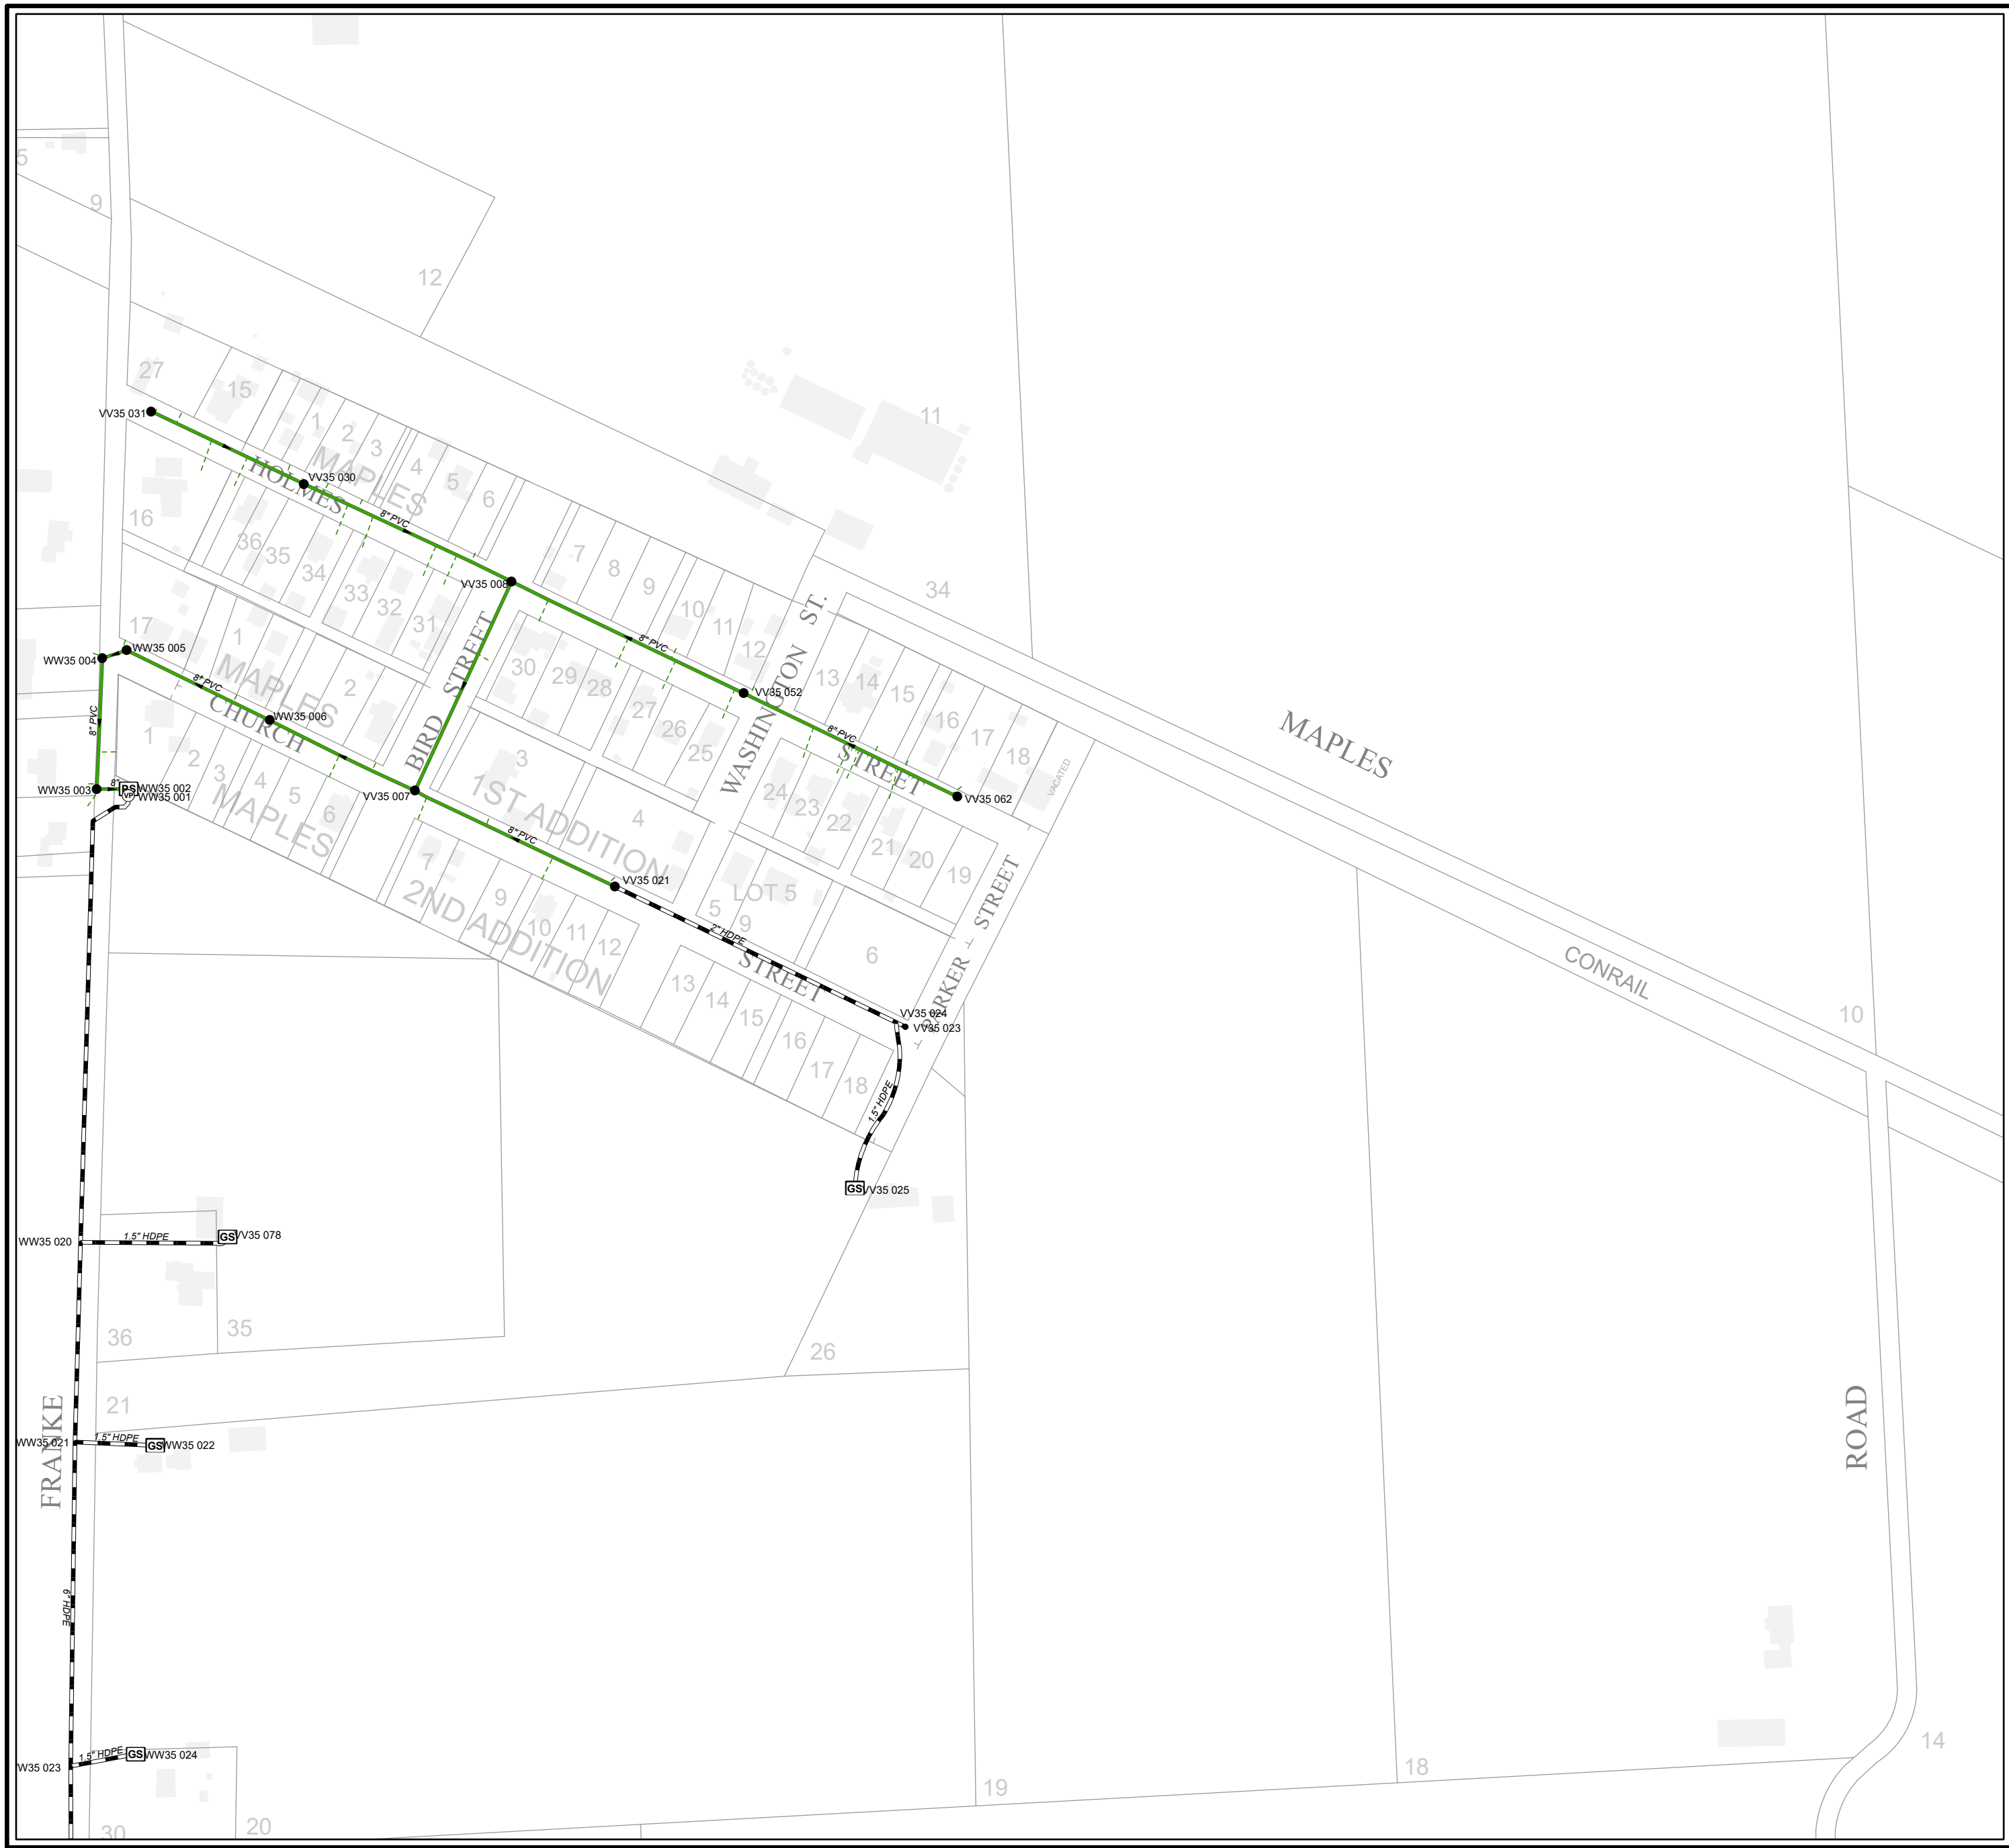 5
9
12
27
15
11
VV35 031
1
2
3
MAPLES
4
5
6
HOLMES
VV35 030
8" PVC
16
36
35
34
33
32
31
7
8
9
10
11
12
34
VV35 008
WASHINGTON ST.
8" PVC
17
1
2
MAPLES
WW35 005
WW35 004
8" PVC
CHURCH
WW35 006
BIRD STREET
30
29
28
27
26
25
VV35 052
13
14
15
16
17
18
VACATED
8" PVC
STREET
VV35 062
MAPLES
8" PVC
WW35 003
8"
PS
WW35 002
VP
WW35 001
1
2
3
4
5
6
MAPLES
VV35 007
3
1ST ADDITION
4
8" PVC
24
23
22
21
20
19
VV35 021
LOT 5
5
9
6
7
9
10
11
12
2ND ADDITION
2" HDPE
STREET
13
14
15
16
17
18
PARKER STREET
VV35 024
VV35 023
1.5" HDPE
GS
VV35 025
CONRAIL
10
WW35 020
1.5" HDPE
GS
VV35 078
36
35
26
21
FRANKE
ROAD
WW35 021
1.5" HDPE
GS
WW35 022
6" HDPE
W35 023
1.5" HDPE
GS
WW35 024
30
20
19
18
14